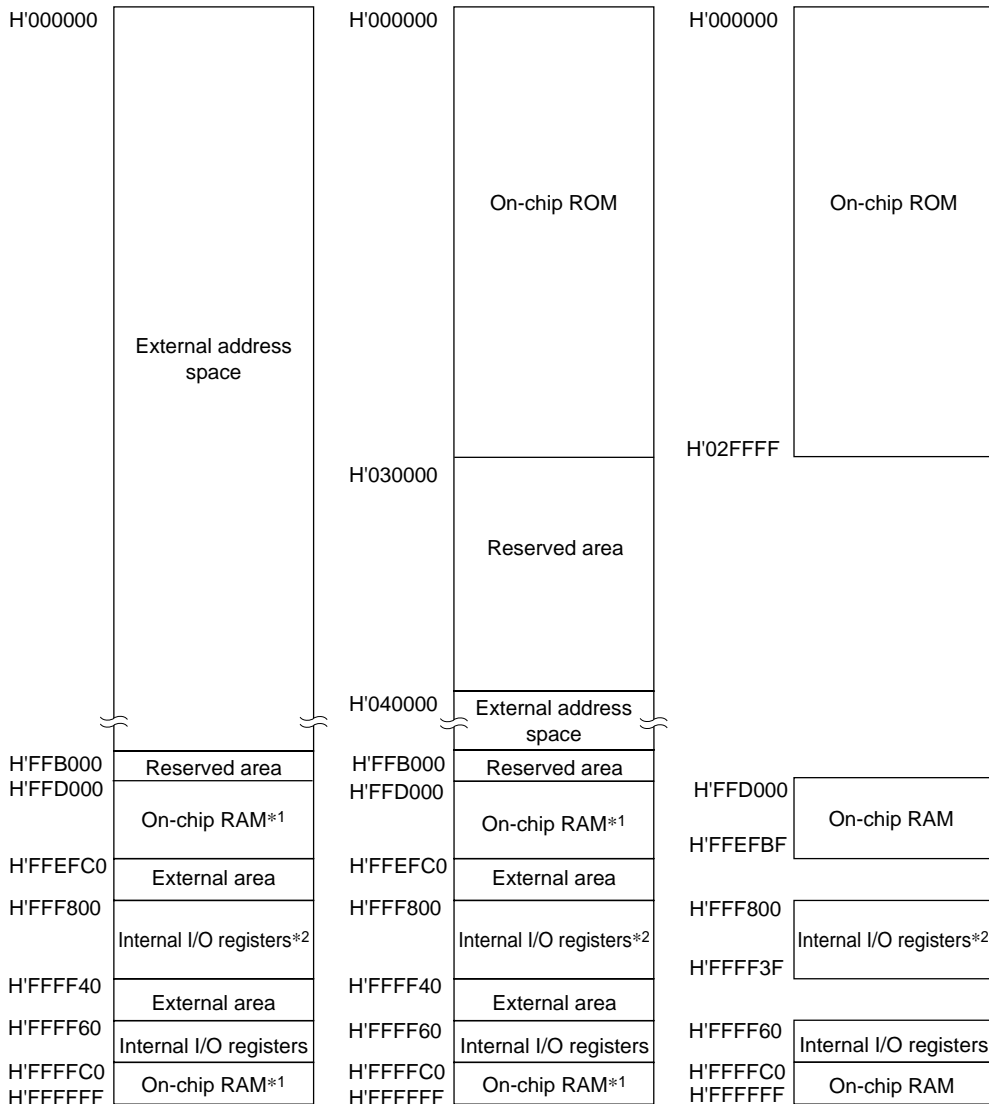 H'000000
External address
space
H'FFB000
Reserved area
H'FFD000
On-chip RAM*1
H'FFEFC0
External area
H'FFF800
Internal I/O registers*2
H'FFFF40
External area
H'FFFF60
Internal I/O registers
H'FFFFC0
On-chip RAM*1
H'FFFFFF
H'000000
On-chip ROM
H'030000
Reserved area
H'040000
External address
space
H'FFB000
Reserved area
H'FFD000
On-chip RAM*1
H'FFEFC0
External area
H'FFF800
Internal I/O registers*2
H'FFFF40
External area
H'FFFF60
Internal I/O registers
H'FFFFC0
On-chip RAM*1
H'FFFFFF
H'000000
On-chip ROM
H'02FFFF
H'FFD000
On-chip RAM
H'FFEFBF
H'FFF800
Internal I/O registers*2
H'FFFF3F
H'FFFF60
Internal I/O registers
H'FFFFC0
On-chip RAM
H'FFFFFF